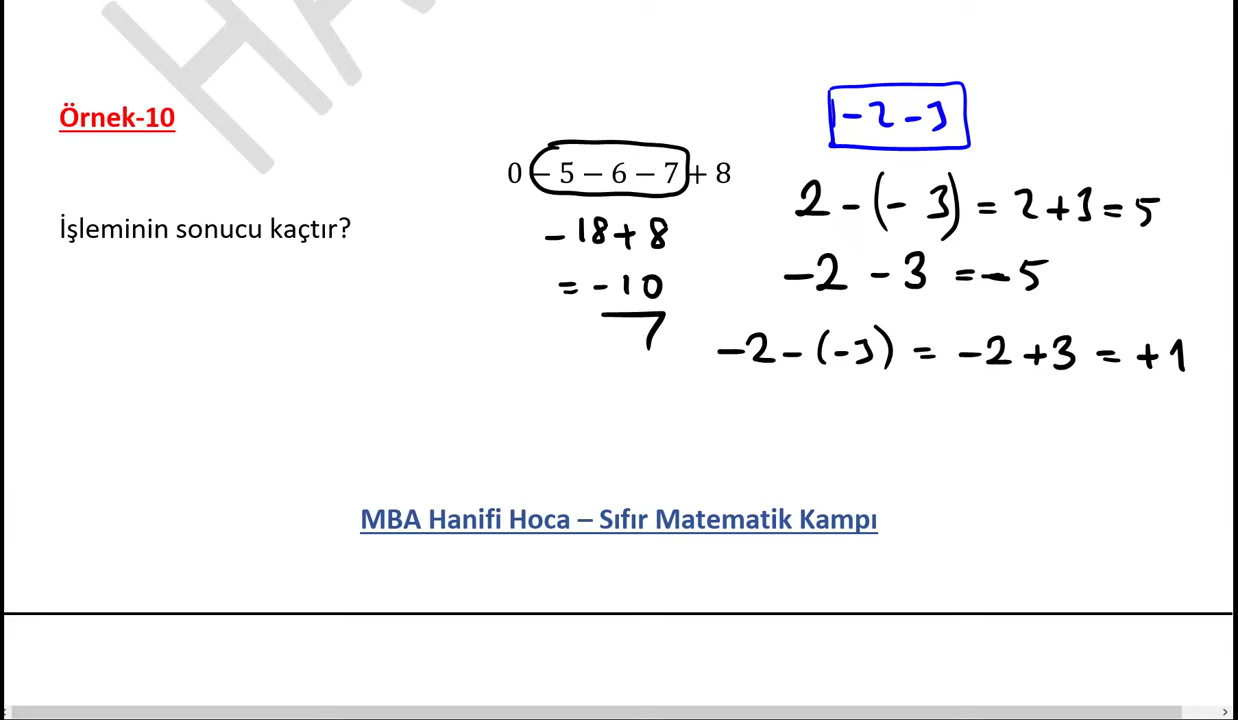 HA
Örnek-10
0 − 5 − 6 − 7 + 8
İşleminin sonucu kaçtır?
- 18 + 8
= - 10
- 2 - 3
2 - (- 3) = 2 + 3 = 5
- 2 - 3 = - 5
- 2 - (- 3) = - 2 + 3 = + 1
MBA Hanifi Hoca – Sıfır Matematik Kampı